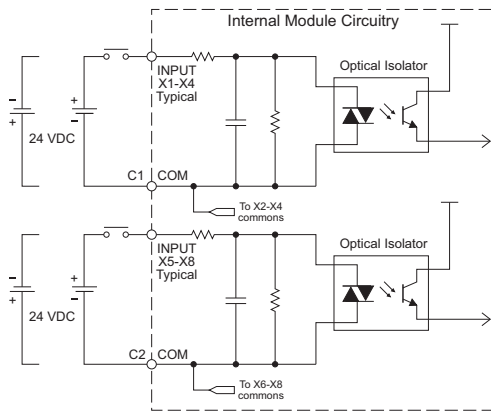 Internal Module Circuitry
Optical Isolator
INPUT
X1-X4
Typical
- +
+ -
24 VDC
C1 COM
To X2-X4
commons
Optical Isolator
INPUT
X5-X8
Typical
- +
+ -
24 VDC
C2 COM
To X6-X8
commons